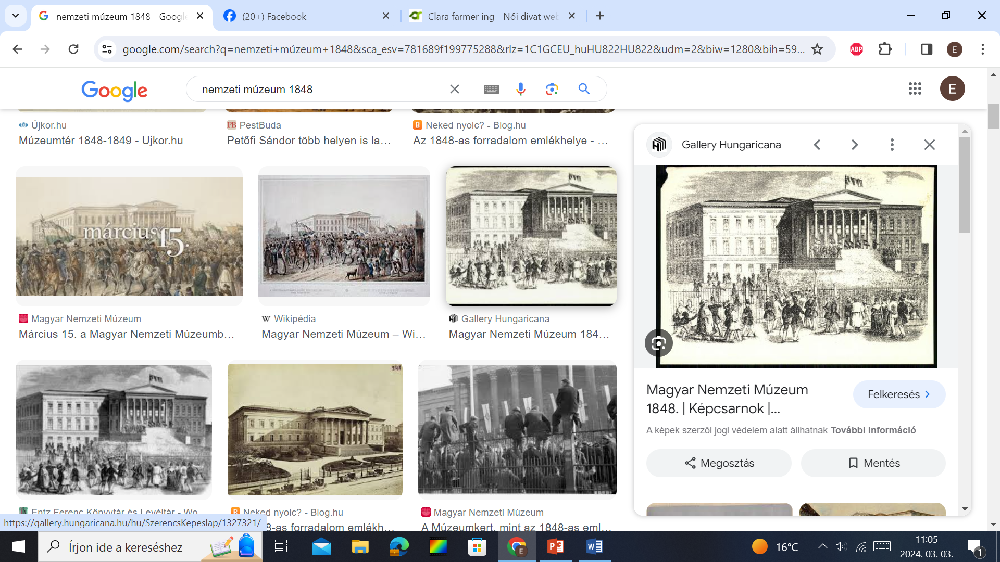 nemzeti múzeum 1848 - Google
(20+) Facebook
Clara farmer ing - Női divat web
google.com/search?q=nemzeti+múzeum+1848&sca_esv=781689f199775288&rlz=1C1GCEU_huHU822HU822&udm=2&biw=1280&bih=59...
ABP
E
Google
nemzeti múzeum 1848
E
Újkor.hu
Múzeumtér 1848-1849 - Ujkor.hu
PB PestBuda
Petőfi Sándor több helyen is la...
Neked nyolc? - Blog.hu
Az 1848-as forradalom emlékhelye - ...
március 15.
Magyar Nemzeti Múzeum
Március 15. a Magyar Nemzeti Múzeumb...
W Wikipédia
Magyar Nemzeti Múzeum – Wi...
Gallery Hungaricana
Magyar Nemzeti Múzeum 184...
Entz Ferenc Könyvtár és Levéltár - Wo...
Neked nyolc? - Blog.hu
8-as forradalom emlékh...
Magyar Nemzeti Múzeum
A Múzeumkert, mint az 1848-as eml...
Gallery Hungaricana
Magyar Nemzeti Múzeum
1848. | Képcsarnok |...
Felkeresés
A képek szerzői jogi védelem alatt állhatnak További információ
Megosztás
Mentés
https://gallery.hungaricana.hu/hu/SzerencsKepeslap/1327321/
Írjon ide a kereséshez
16°C
11:05
2024. 03. 03.
1